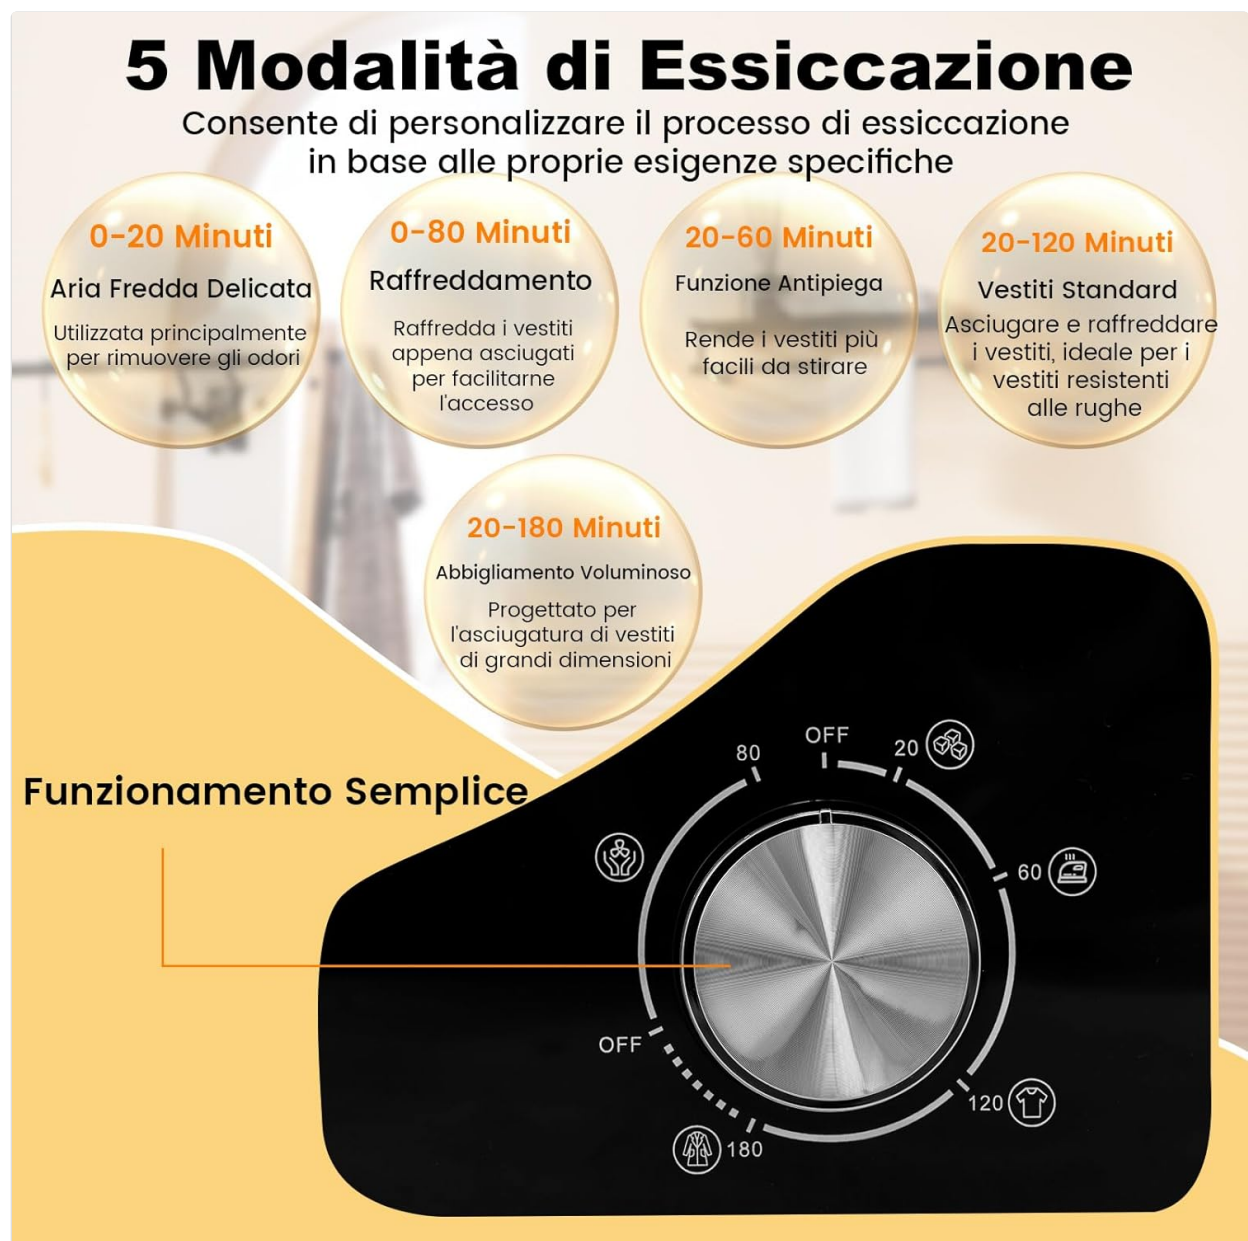 5 Modalità di Essiccazione
Consente di personalizzare il processo di essiccazione
in base alle proprie esigenze specifiche
0-20 Minuti
Aria Fredda Delicata
Utilizzata principalmente
per rimuovere gli odori
0-80 Minuti
Raffreddamento
Raffredda i vestiti
appena asciugati
per facilitarne
l'accesso
20-60 Minuti
Funzione Antipiega
Rende i vestiti più
facili da stirare
20-120 Minuti
Vestiti Standard
Asciugare e raffreddare
i vestiti, ideale per i
vestiti resistenti
alle rughe
20-180 Minuti
Abbigliamento Voluminoso
Progettato per
l'asciugatura di vestiti
di grandi dimensioni
Funzionamento Semplice
OFF
20
60
120
180
OFF
80